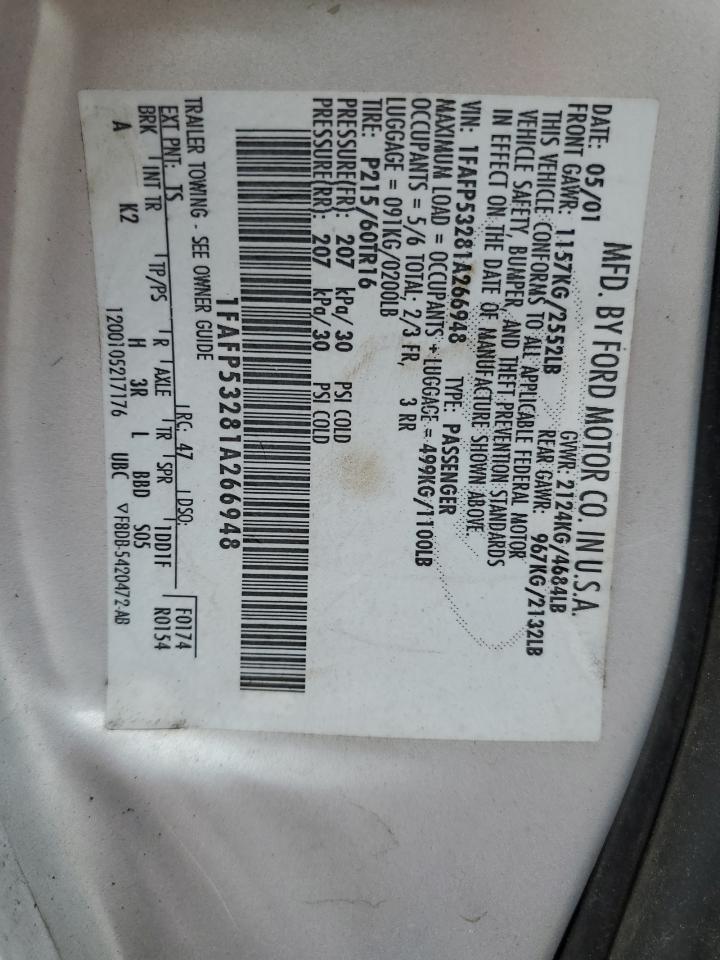 MFD. BY FORD MOTOR CO. IN U.S.A.
DATE: 05/01 GVWR: 2124KG/4684LB
FRONT GAWR: 1157KG/2552LB REAR GAWR: 967KG/2132LB
THIS VEHICLE CONFORMS TO ALL APPLICABLE FEDERAL MOTOR
VEHICLE SAFETY, BUMPER, AND THEFT PREVENTION STANDARDS
IN EFFECT ON THE DATE OF MANUFACTURE SHOWN ABOVE.
VIN: 1FAFP53281A266948 TYPE: PASSENGER
MAXIMUM LOAD = OCCUPANTS + LUGGAGE = 499KG/1100LB
OCCUPANTS = 5/6 TOTAL; 2/3 FR, 3 RR
LUGGAGE = 091KG/0200LB
TIRE: P215/60TR16
PRESSURE(FR): 207 kPa/30 PSI COLD
PRESSURE(RR): 207 kPa/30 PSI COLD
1FAFP53281A266948
TRAILER TOWING - SEE OWNER GUIDE
EXT PNT: TS RC: 47 DSO: F0174
BRK INT TR TP/PS R AXLE TR SPR DD1F R0154
A K2 H 3R L BBD S05
1200105217176 UBC ▽F8DB-5420472-AB